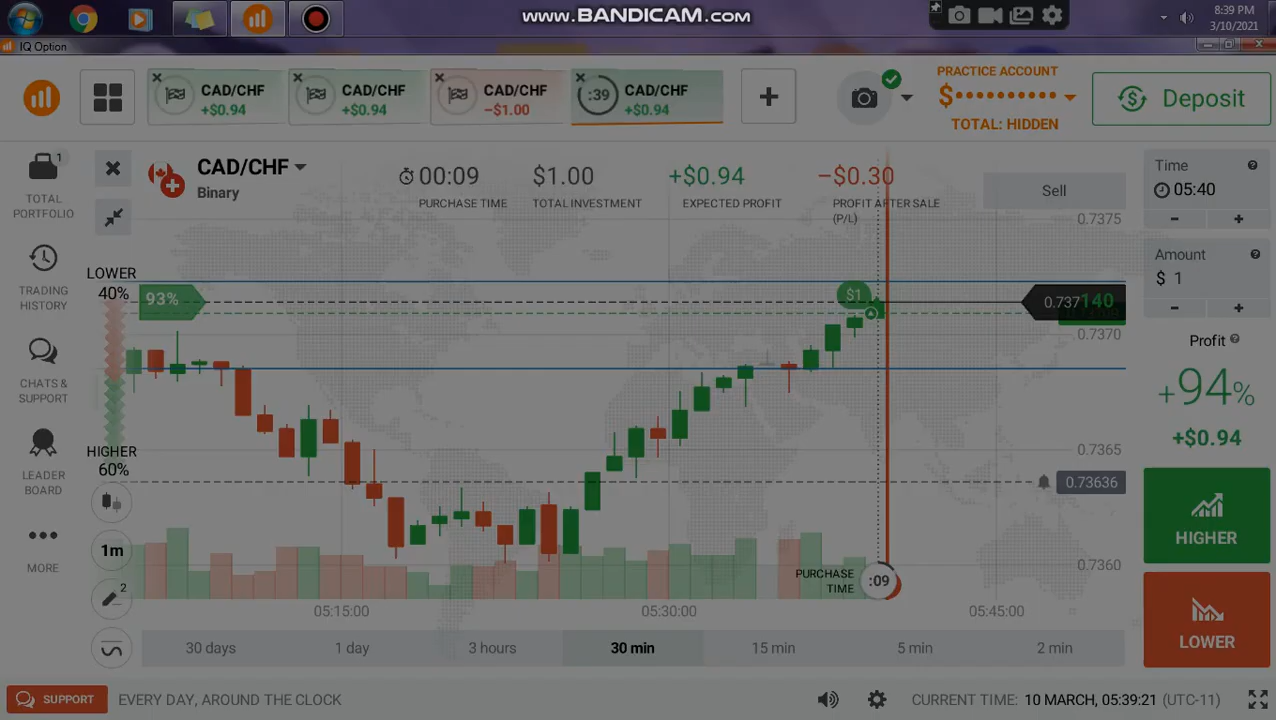 www.BANDICAM.com
8:39 PM
3/10/2021
IQ Option
CAD/CHF
+$0.94
CAD/CHF
+$0.94
CAD/CHF
−$1.00
:39
CAD/CHF
+$0.94
PRACTICE ACCOUNT
$••••••••••
TOTAL: HIDDEN
Deposit
1
TOTAL
PORTFOLIO
TRADING
HISTORY
CHATS &
SUPPORT
LEADER
BOARD
MORE
CAD/CHF
Binary
00:09
PURCHASE TIME
$1.00
TOTAL INVESTMENT
+$0.94
EXPECTED PROFIT
−$0.30
PROFIT AFTER SALE
(P/L)
Sell
LOWER
40%
93%
HIGHER
60%
1m
2
$1
0.7375
0.737140
0.7370
0.7365
0.73636
0.7360
PURCHASE
TIME
:09
05:15:00
05:30:00
05:45:00
30 days
1 day
3 hours
30 min
15 min
5 min
2 min
Time
05:40
-
+
Amount
$ 1
-
+
Profit
+94%
+$0.94
HIGHER
LOWER
SUPPORT
EVERY DAY, AROUND THE CLOCK
CURRENT TIME: 10 MARCH, 05:39:21 (UTC-11)